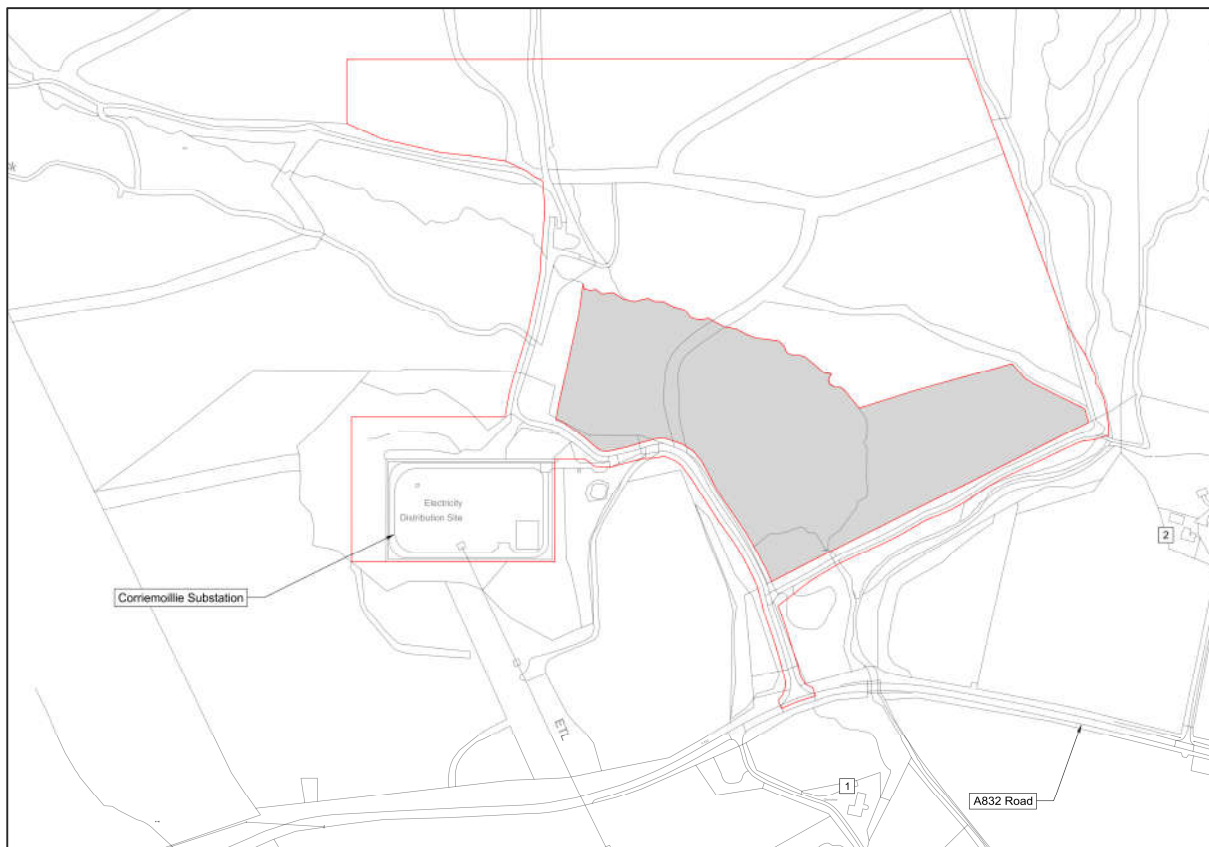 Electricity
Distribution Site
Corriemoillie Substation
ETL
2
1
A832 Road